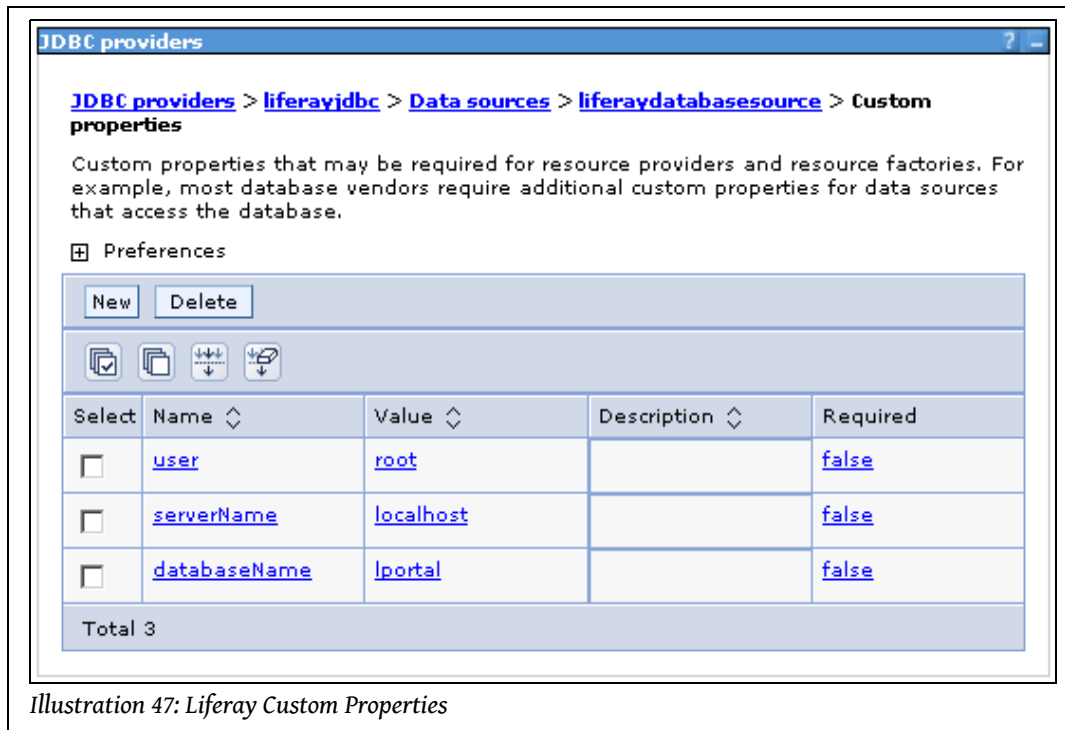 JDBC providers ? –
JDBC providers > liferayjdbc > Data sources > liferaydatabasesource > Custom
properties
Custom properties that may be required for resource providers and resource factories. For
example, most database vendors require additional custom properties for data sources
that access the database.
Preferences
New Delete
Select Name Value Description Required
user root false
serverName localhost false
databaseName lportal false
Total 3
Illustration 47: Liferay Custom Properties